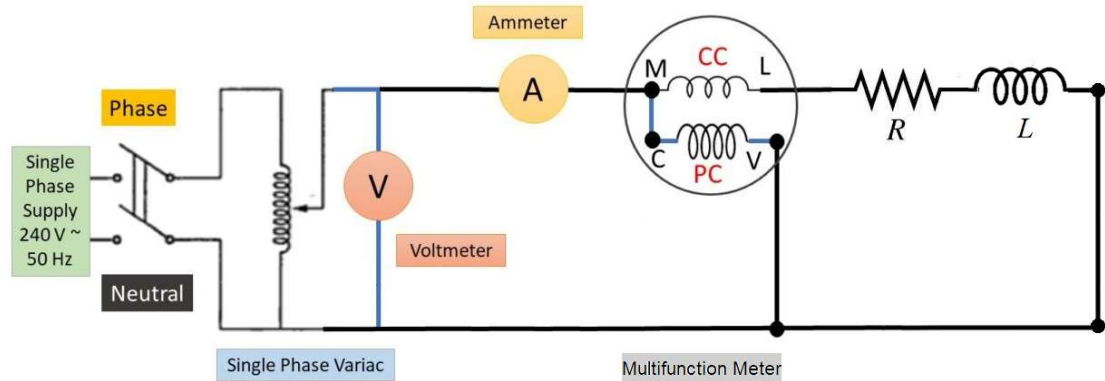 Ammeter
A
M
CC
L
C
PC
V
R
L
Phase
Single
Phase
Supply
240 V ~
50 Hz
Neutral
V
Voltmeter
Single Phase Variac
Multifunction Meter